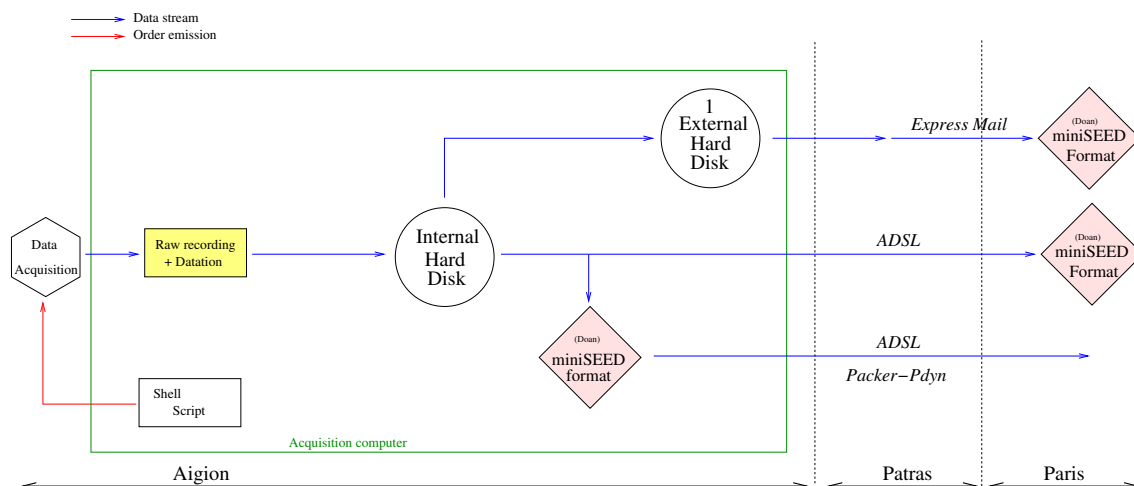 Data stream
Order emission
1
External
Hard
Disk
Express Mail
(Doan)
miniSEED
Format
Data
Acquisition
Raw recording
+ Datation
Internal
Hard
Disk
ADSL
(Doan)
miniSEED
Format
(Doan)
miniSEED
format
ADSL
Packer-Pdyn
Shell
Script
Acquisition computer
Aigion
Patras
Paris